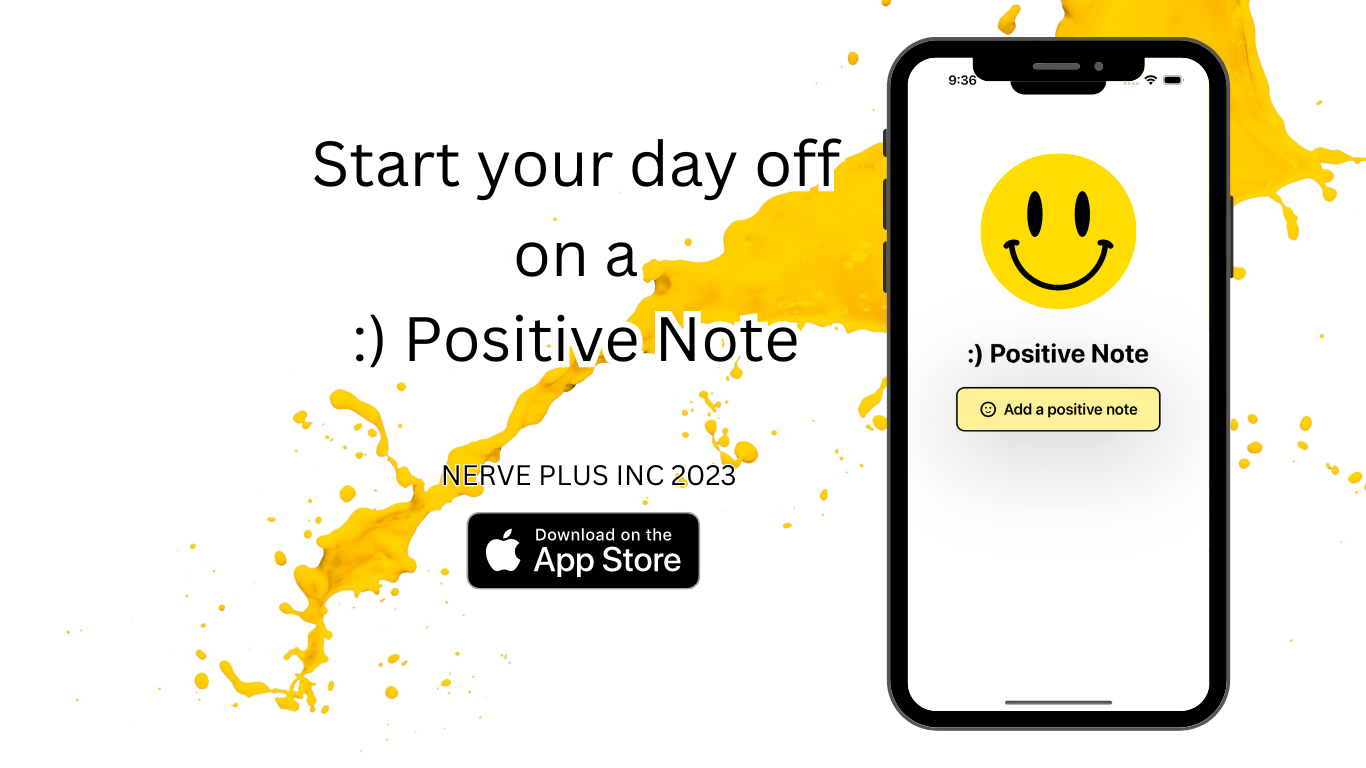 Start your day off
on a
:) Positive Note
NERVE PLUS INC 2023
Download on the
App Store
9:36
:) Positive Note
Add a positive note